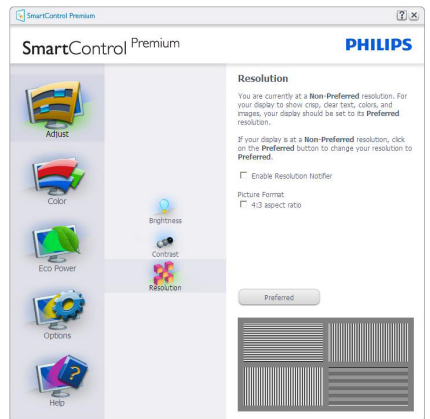 SmartControl Premium
SmartControl Premium
PHILIPS
Adjust
Color
Eco Power
Options
Help
Brightness
Contrast
Resolution
Resolution
You are currently at a Non-Preferred resolution. For
your display to show crisp, clear text, colors, and
images, your display should be set to its Preferred
resolution.
If your display is at a Non-Preferred resolution, click
on the Preferred button to change your resolution to
Preferred.
Enable Resolution Notifier
Picture Format
4:3 aspect ratio
Preferred